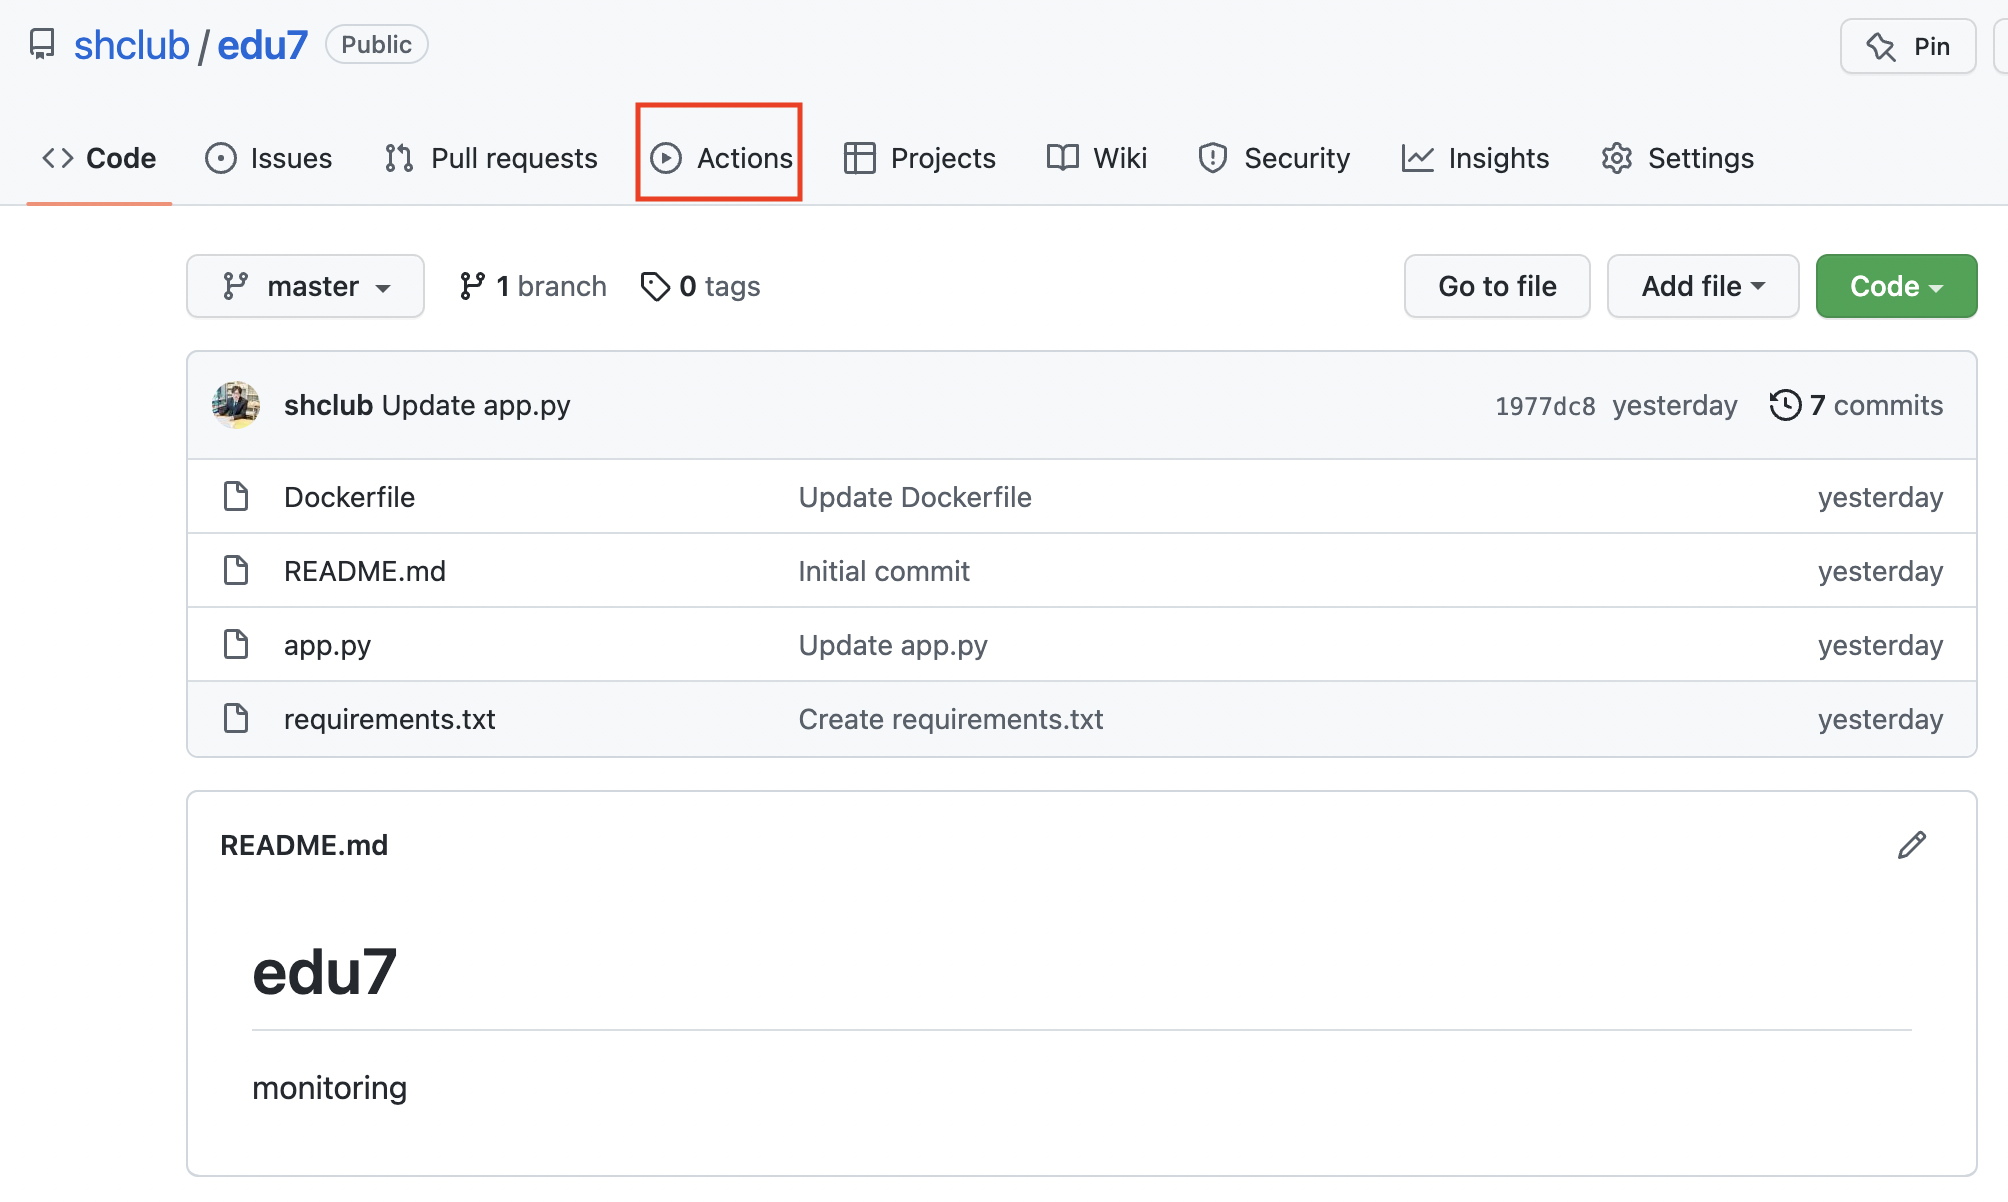 shclub / edu7 Public Pin
Code Issues Pull requests Actions Projects Wiki Security Insights Settings
master 1 branch 0 tags Go to file Add file Code
shclub Update app.py 1977dc8 yesterday 7 commits
Dockerfile Update Dockerfile yesterday
README.md Initial commit yesterday
app.py Update app.py yesterday
requirements.txt Create requirements.txt yesterday
README.md
edu7
monitoring